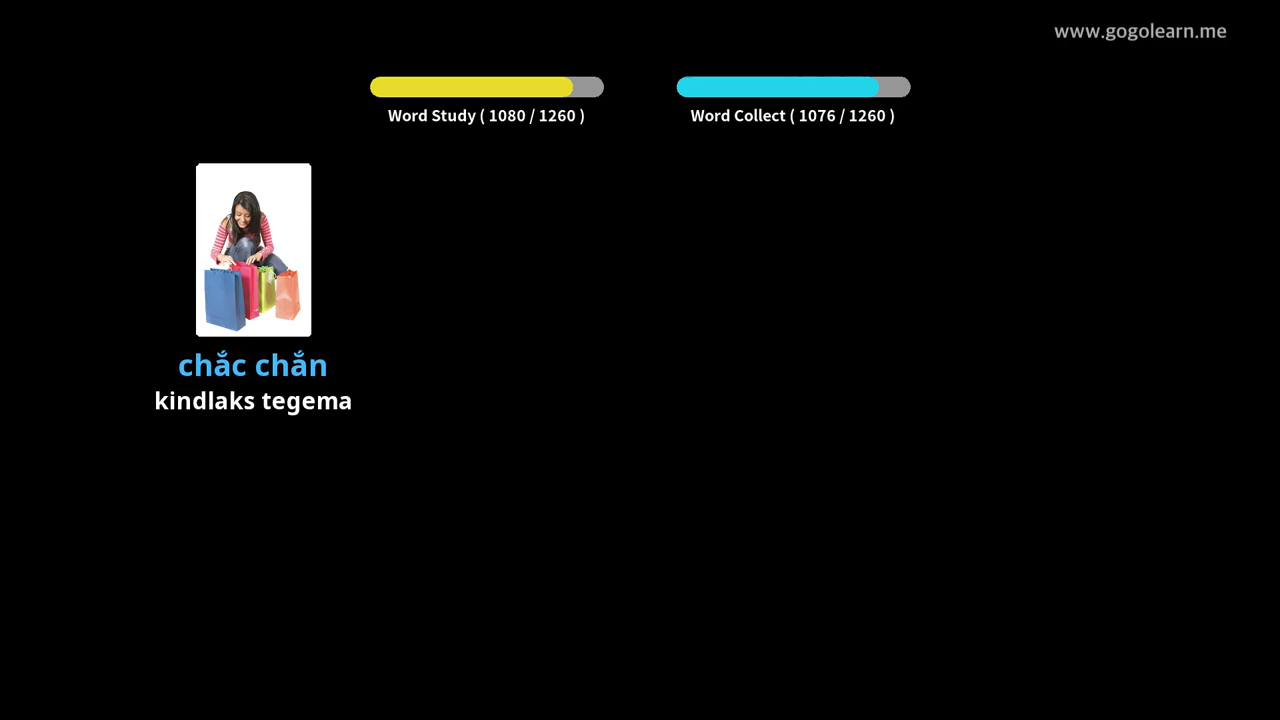 www.gogolearn.me
Word Study ( 1080 / 1260 )
Word Collect ( 1076 / 1260 )
chắc chắn
kindlaks tegema